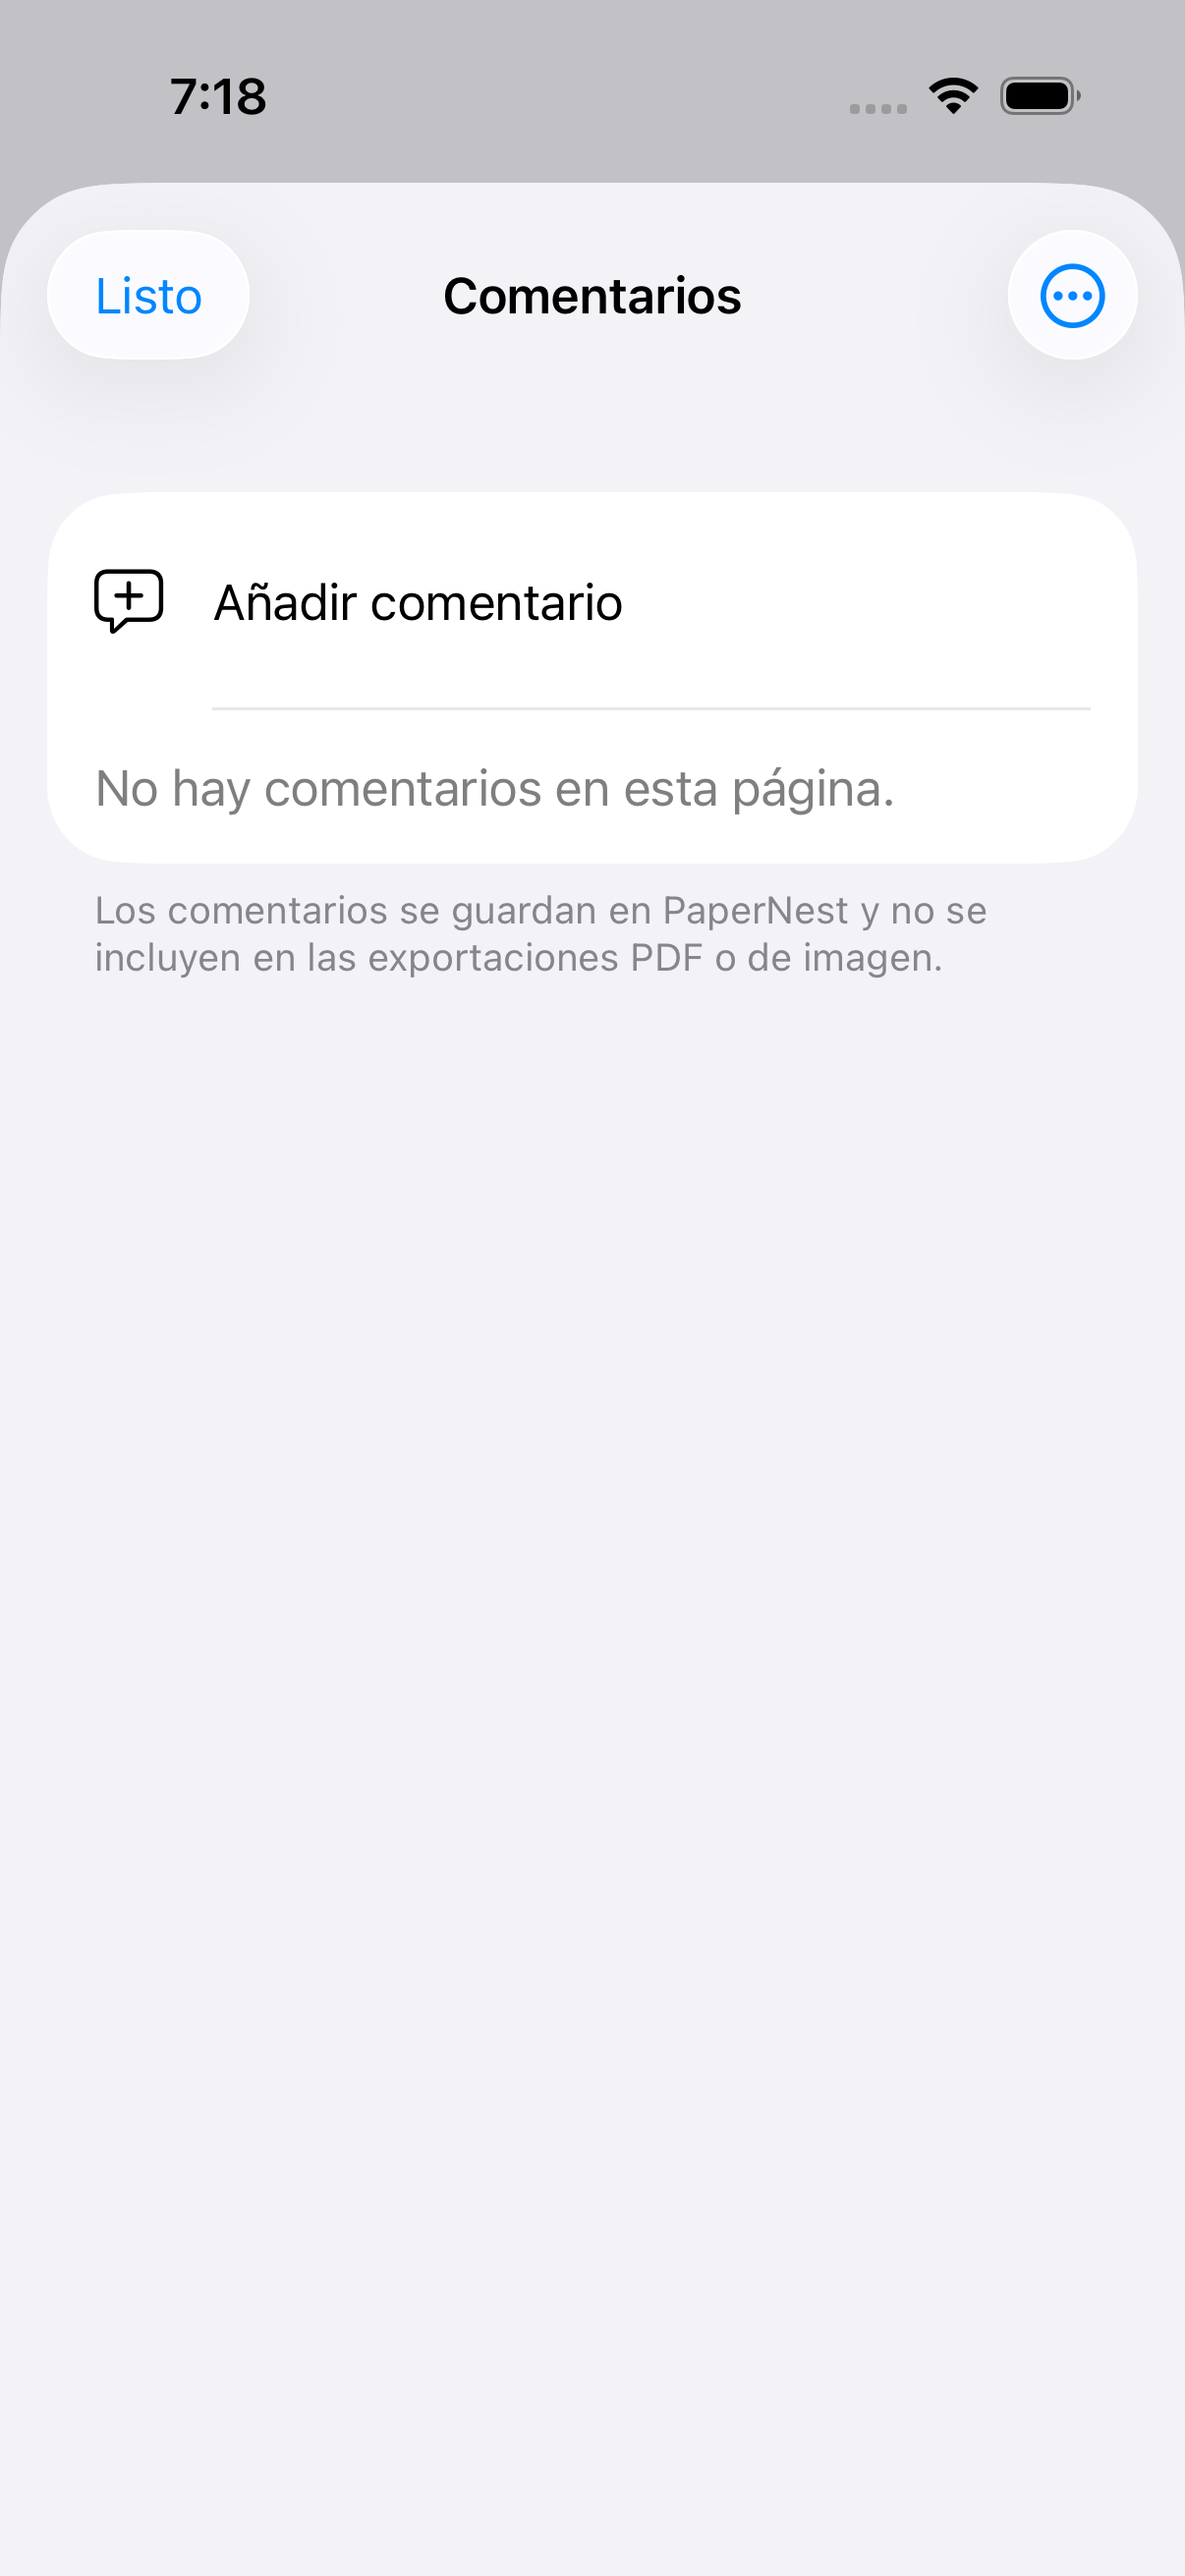 7:18
Listo
Comentarios
Añadir comentario
No hay comentarios en esta página.
Los comentarios se guardan en PaperNest y no se
incluyen en las exportaciones PDF o de imagen.